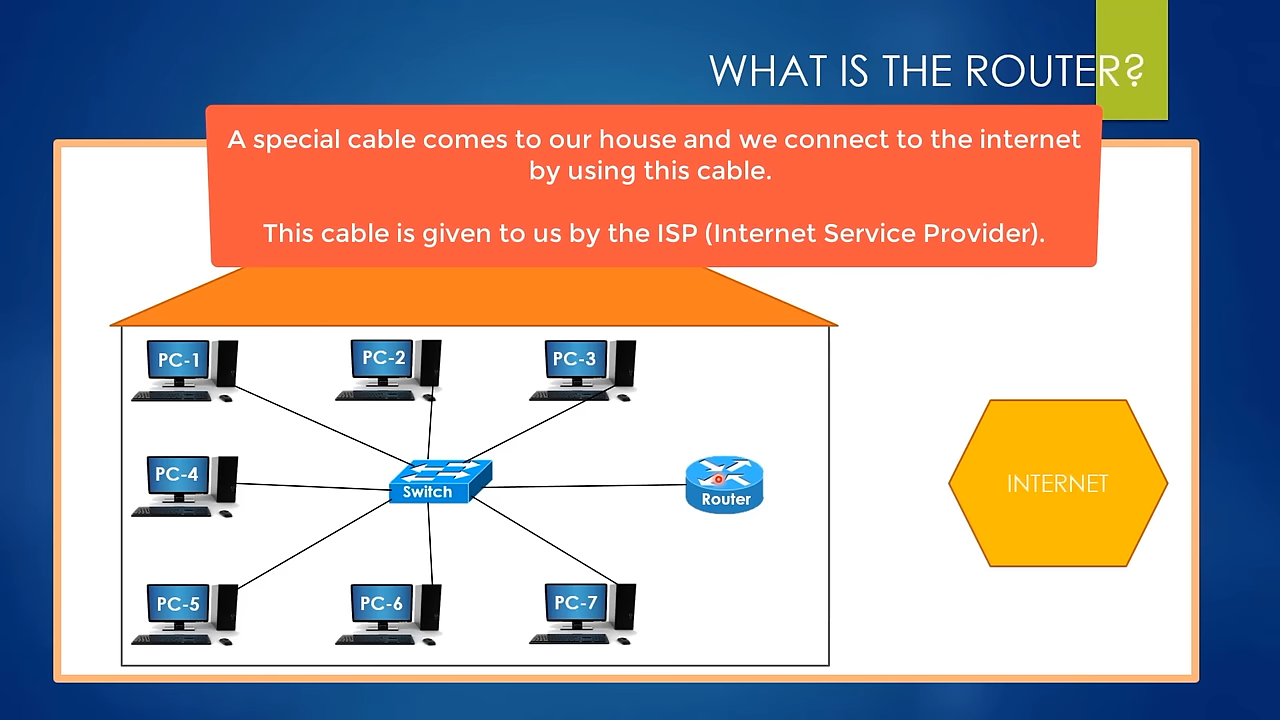 WHAT IS THE ROUTER?
A special cable comes to our house and we connect to the internet
by using this cable.
This cable is given to us by the ISP (Internet Service Provider).
PC-1
PC-2
PC-3
PC-4
Switch
Router
INTERNET
PC-5
PC-6
PC-7